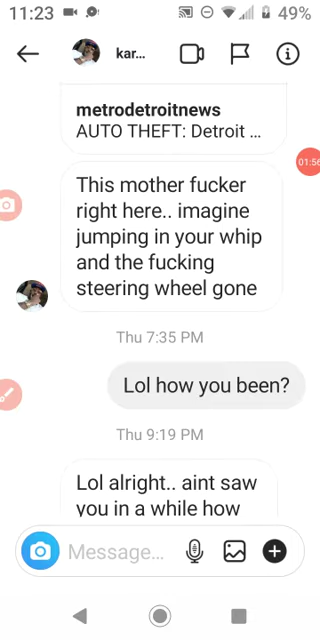 11:23
49%
kar...
metrodetroitnews
AUTO THEFT: Detroit ...
01:56
This mother fucker
right here.. imagine
jumping in your whip
and the fucking
steering wheel gone
Thu 7:35 PM
Lol how you been?
Thu 9:19 PM
Lol alright.. aint saw
you in a while how
Message...